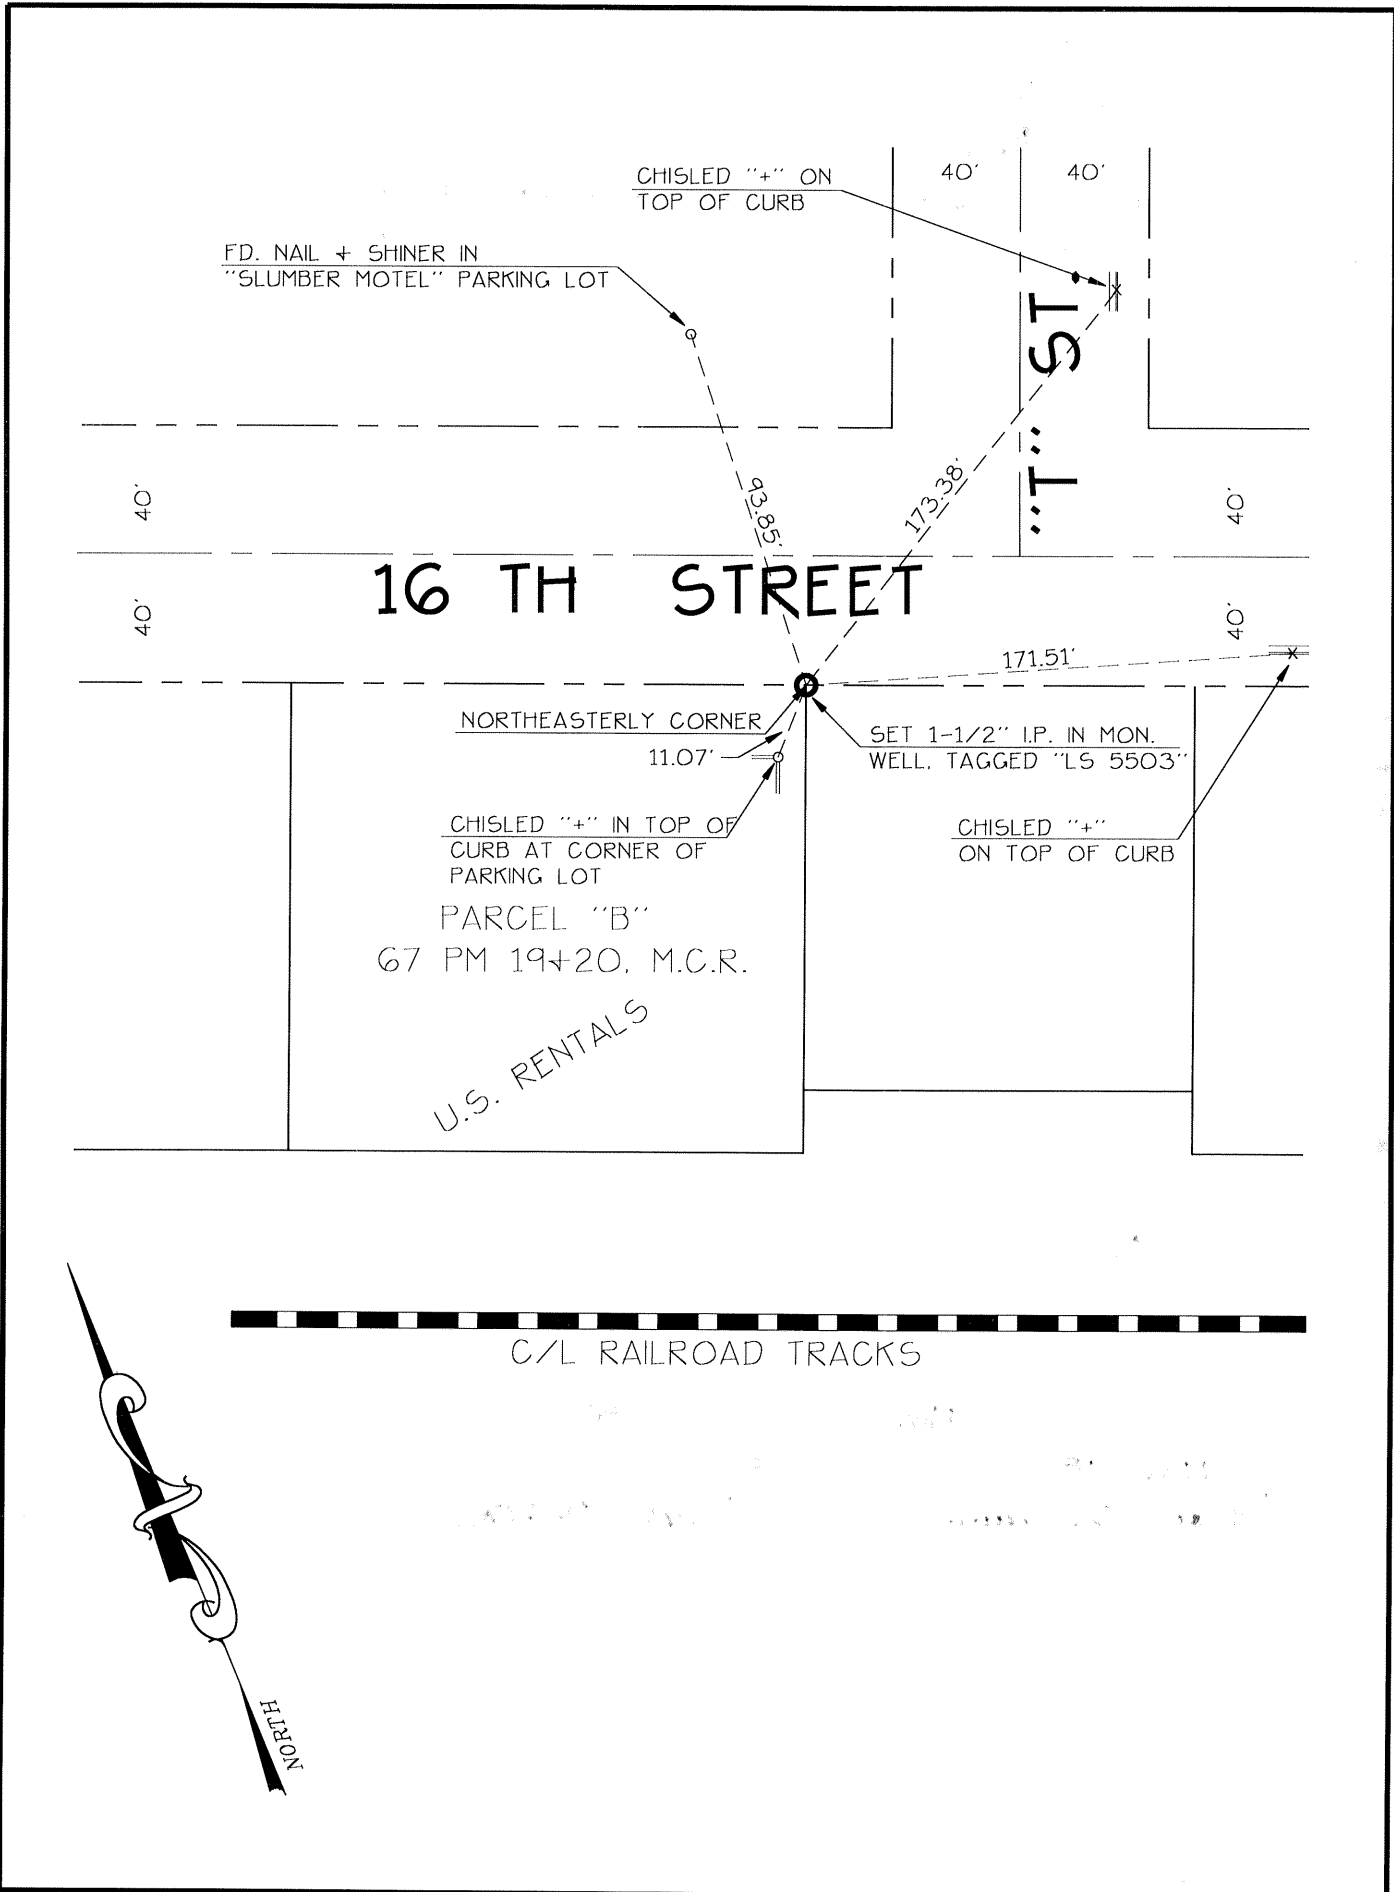 40' 40'
CHISLED "+" ON
TOP OF CURB
FD. NAIL + SHINER IN
"SLUMBER MOTEL" PARKING LOT
"T" ST.
93.85'
173.38'
40' 40'
16 TH STREET
40' 40'
171.51'
NORTHEASTERLY CORNER
11.07'
SET 1-1/2" I.P. IN MON.
WELL. TAGGED "LS 5503"
CHISLED "+" IN TOP OF
CURB AT CORNER OF
PARKING LOT
CHISLED "+"
ON TOP OF CURB
PARCEL "B"
67 PM 19+20, M.C.R.
U.S. RENTALS
C/L RAILROAD TRACKS
NORTH